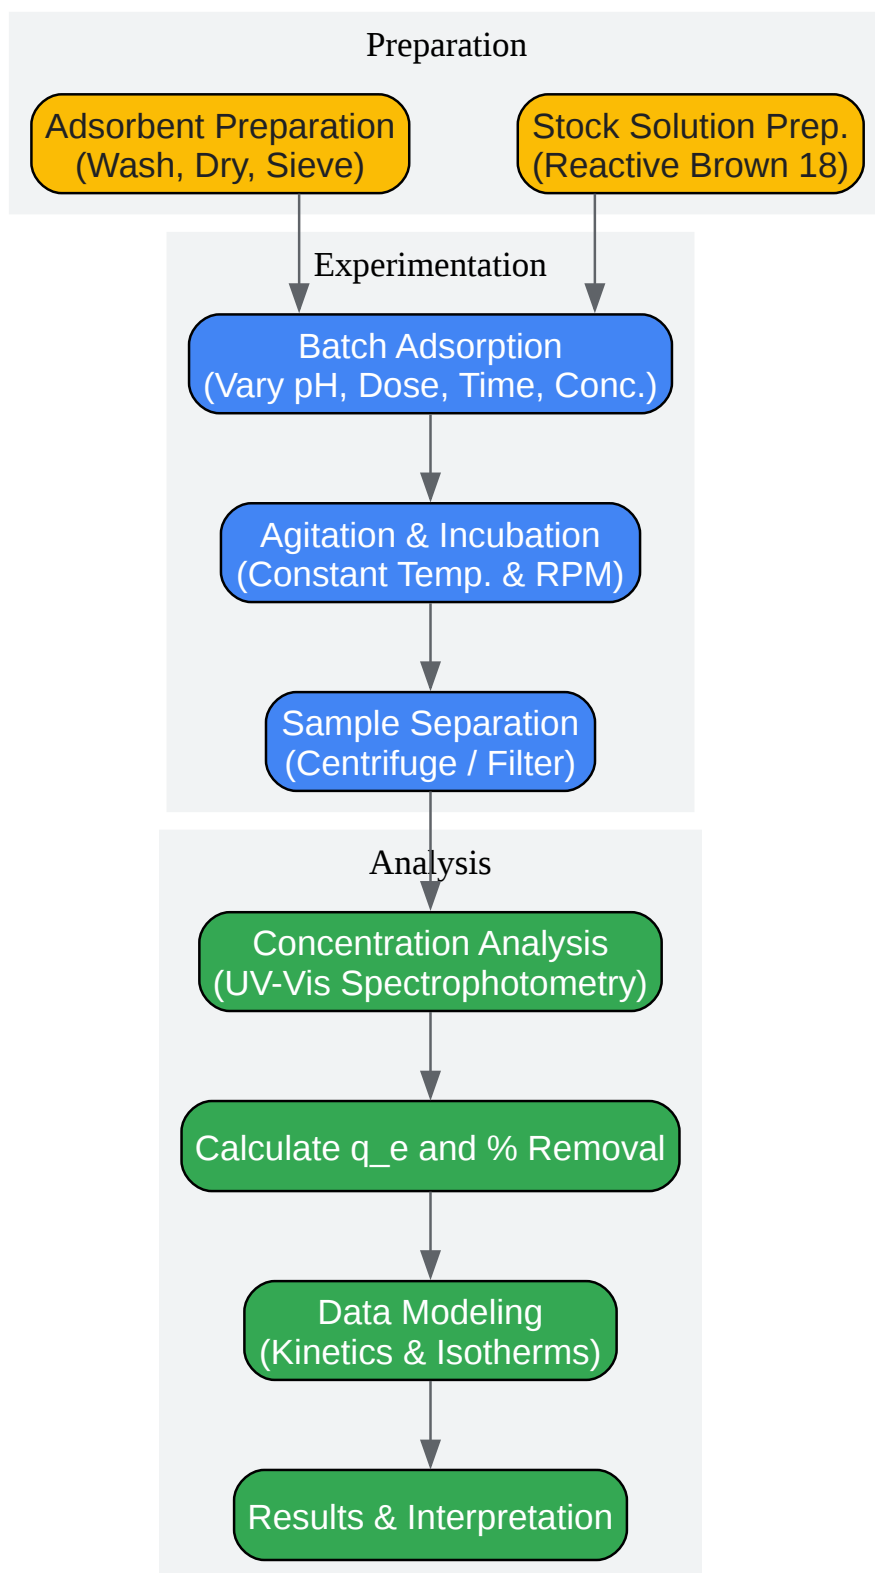 Preparation
Adsorbent Preparation
(Wash, Dry, Sieve)
Stock Solution Prep.
(Reactive Brown 18)
Experimentation
Batch Adsorption
(Vary pH, Dose, Time, Conc.)
Agitation & Incubation
(Constant Temp. & RPM)
Sample Separation
(Centrifuge / Filter)
Analysis
Concentration Analysis
(UV-Vis Spectrophotometry)
Calculate q_e and % Removal
Data Modeling
(Kinetics & Isotherms)
Results & Interpretation